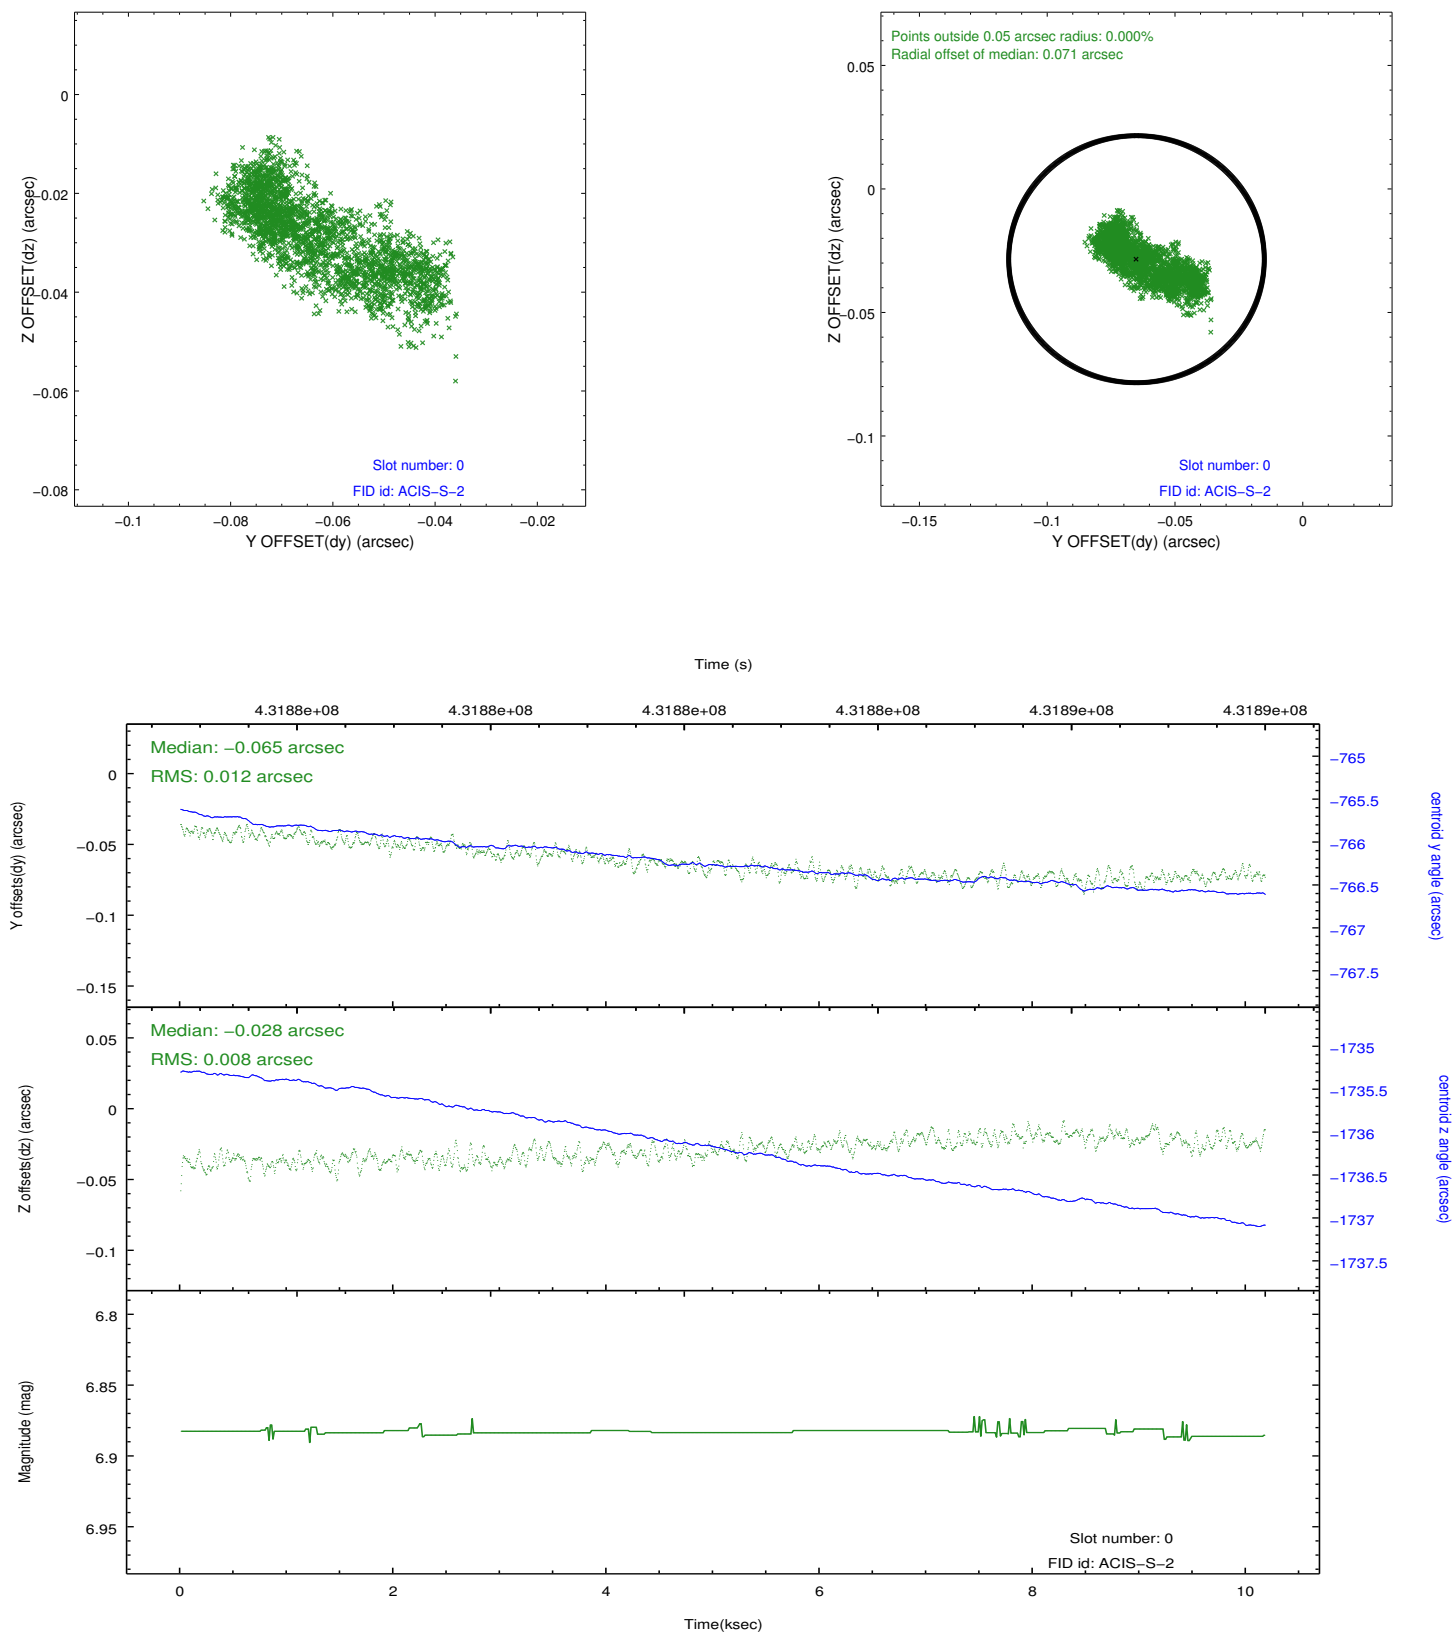 Points outside 0.05 arcsec radius: 0.000%
Radial offset of median: 0.071 arcsec
0
−0.02
−0.04
−0.06
−0.08
Z OFFSET(dz) (arcsec)
Slot number: 0
FID id: ACIS−S−2
−0.1
−0.08
−0.06
−0.04
−0.02
Y OFFSET(dy) (arcsec)
0.05
0
−0.05
−0.1
Z OFFSET(dz) (arcsec)
Slot number: 0
FID id: ACIS−S−2
−0.15
−0.1
−0.05
0
Y OFFSET(dy) (arcsec)
Time (s)
4.3188e+08
4.3188e+08
4.3188e+08
4.3188e+08
4.3189e+08
4.3189e+08
Median: −0.065 arcsec
RMS: 0.012 arcsec
0
−0.05
−0.1
−0.15
Y offsets(dy) (arcsec)
−765
−765.5
−766
−766.5
−767
−767.5
centroid y angle (arcsec)
Median: −0.028 arcsec
RMS: 0.008 arcsec
0.05
0
−0.05
−0.1
Z offsets(dz) (arcsec)
−1735
−1735.5
−1736
−1736.5
−1737
−1737.5
centroid z angle (arcsec)
6.8
6.85
6.9
6.95
Magnitude (mag)
Slot number: 0
FID id: ACIS−S−2
0
2
4
6
8
10
Time(ksec)